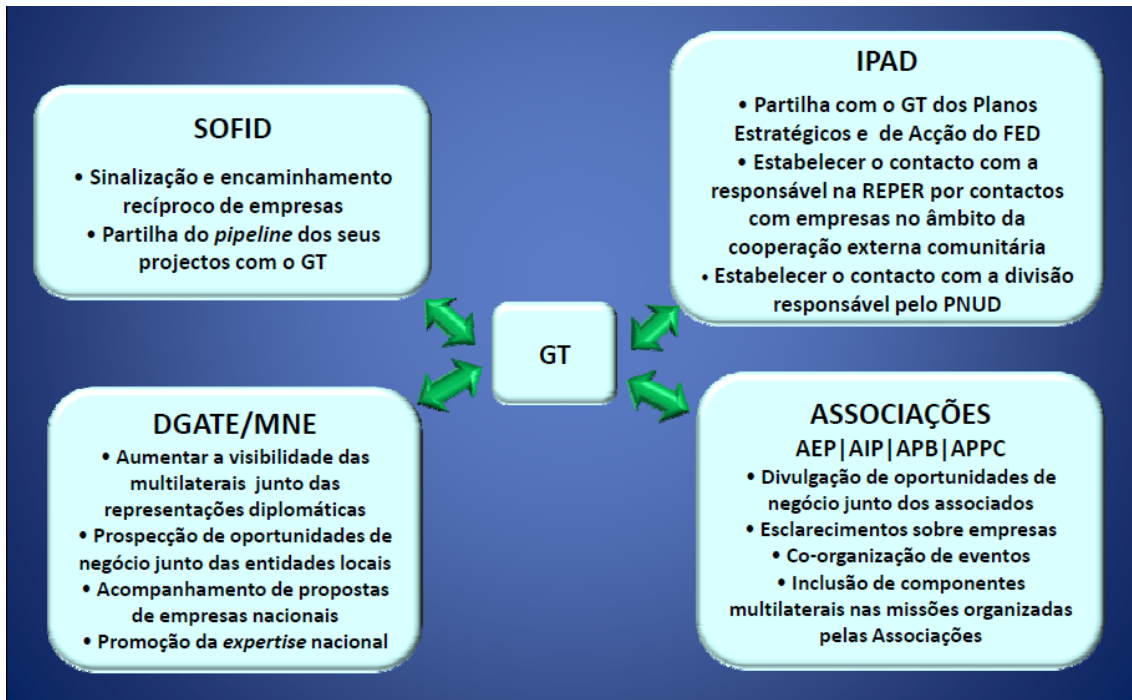 SOFID
• Sinalização e encaminhamento
recíproco de empresas
• Partilha do pipeline dos seus
projectos com o GT
IPAD
• Partilha com o GT dos Planos
Estratégicos e de Acção do FED
• Estabelecer o contacto com a
responsável na REPER por contactos
com empresas no âmbito da
cooperação externa comunitária
• Estabelecer o contacto com a divisão
responsável pelo PNUD
GT
DGATE/MNE
• Aumentar a visibilidade das
multilaterais junto das
representações diplomáticas
• Prospecção de oportunidades de
negócio junto das entidades locais
• Acompanhamento de propostas
de empresas nacionais
• Promoção da expertise nacional
ASSOCIAÇÕES
AEP|AIP|APB|APPC
• Divulgação de oportunidades de
negócio junto dos associados
• Esclarecimentos sobre empresas
• Co-organização de eventos
• Inclusão de componentes
multilaterais nas missões organizadas
pelas Associações